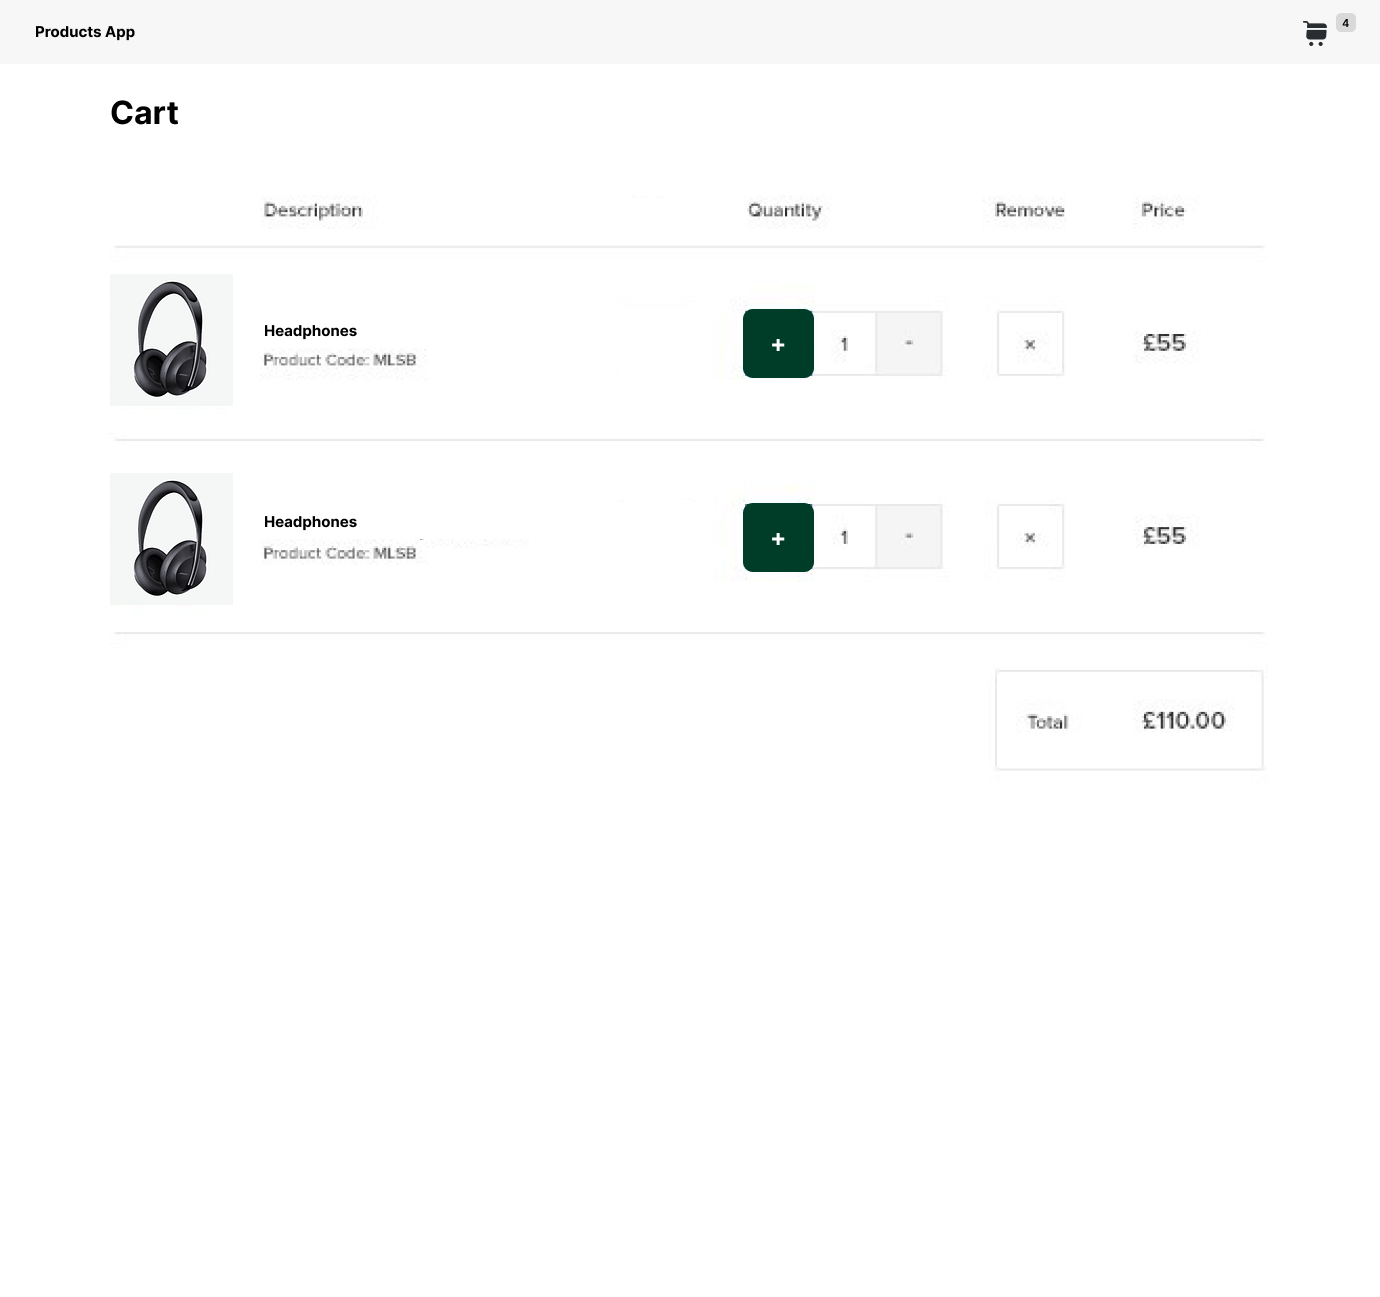 Products App
4
Cart
Description Quantity Remove Price
Headphones
Product Code: MLSB
+ 1 - × £55
Headphones
Product Code: MLSB
+ 1 - × £55
Total £110.00